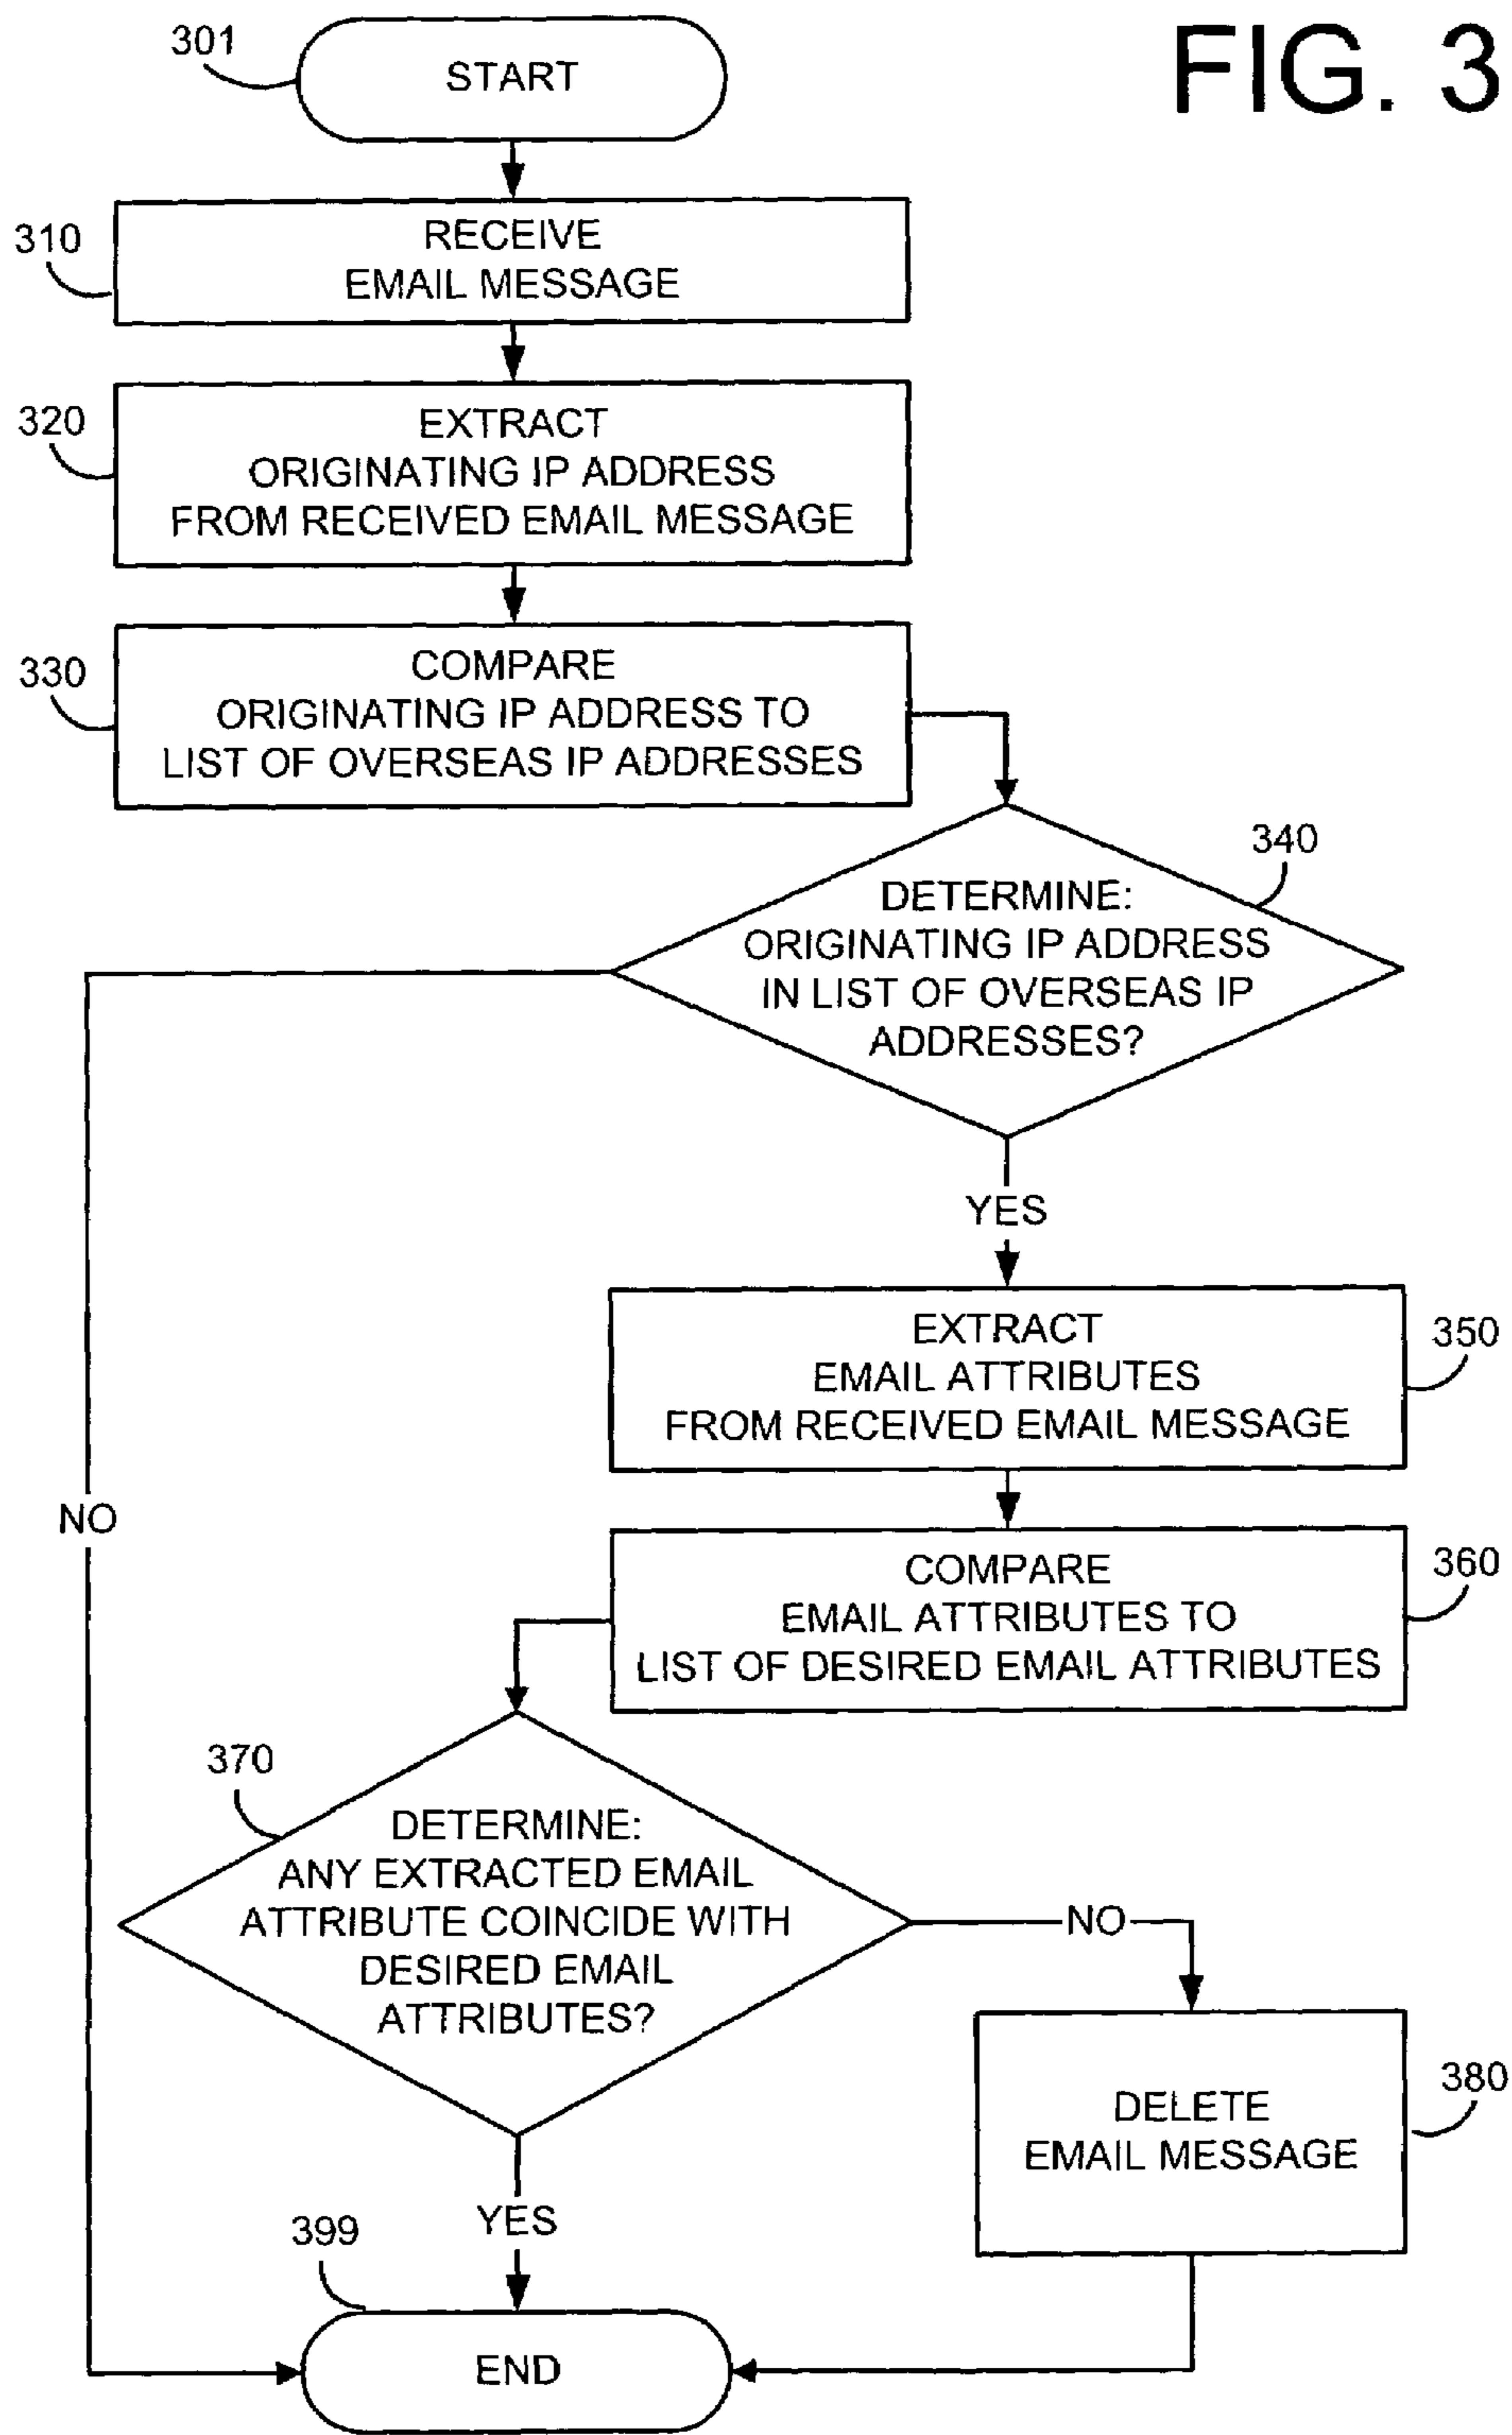 FIG. 3
301
START
310
RECEIVE
EMAIL MESSAGE
320
EXTRACT
ORIGINATING IP ADDRESS
FROM RECEIVED EMAIL MESSAGE
330
COMPARE
ORIGINATING IP ADDRESS TO
LIST OF OVERSEAS IP ADDRESSES
340
DETERMINE:
ORIGINATING IP ADDRESS
IN LIST OF OVERSEAS IP
ADDRESSES?
YES
350
EXTRACT
EMAIL ATTRIBUTES
FROM RECEIVED EMAIL MESSAGE
NO
360
COMPARE
EMAIL ATTRIBUTES TO
LIST OF DESIRED EMAIL ATTRIBUTES
370
DETERMINE:
ANY EXTRACTED EMAIL
ATTRIBUTE COINCIDE WITH
DESIRED EMAIL
ATTRIBUTES?
NO
380
DELETE
EMAIL MESSAGE
YES
399
END